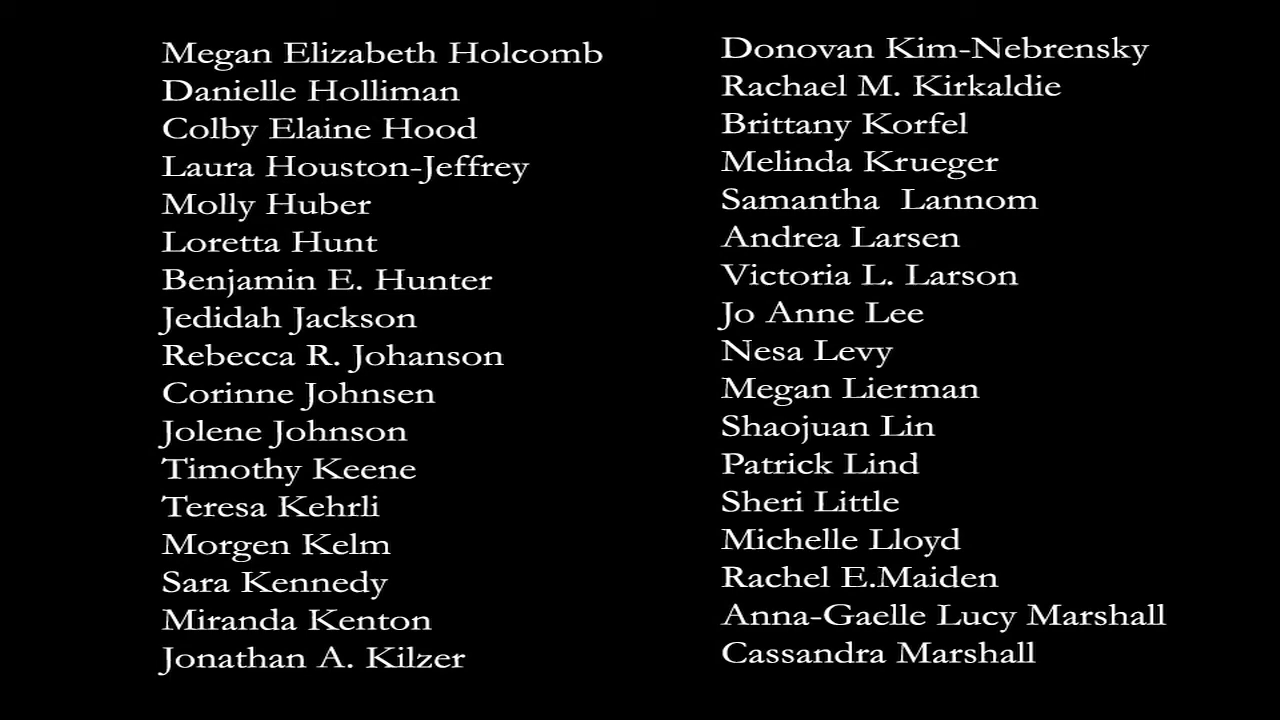 Megan Elizabeth Holcomb
Danielle Holliman
Colby Elaine Hood
Laura Houston-Jeffrey
Molly Huber
Loretta Hunt
Benjamin E. Hunter
Jedidah Jackson
Rebecca R. Johanson
Corinne Johnsen
Jolene Johnson
Timothy Keene
Teresa Kehrli
Morgen Kelm
Sara Kennedy
Miranda Kenton
Jonathan A. Kilzer
Donovan Kim-Nebrensky
Rachael M. Kirkaldie
Brittany Korfel
Melinda Krueger
Samantha  Lannom
Andrea Larsen
Victoria L. Larson
Jo Anne Lee
Nesa Levy
Megan Lierman
Shaojuan Lin
Patrick Lind
Sheri Little
Michelle Lloyd
Rachel E.Maiden
Anna-Gaelle Lucy Marshall
Cassandra Marshall